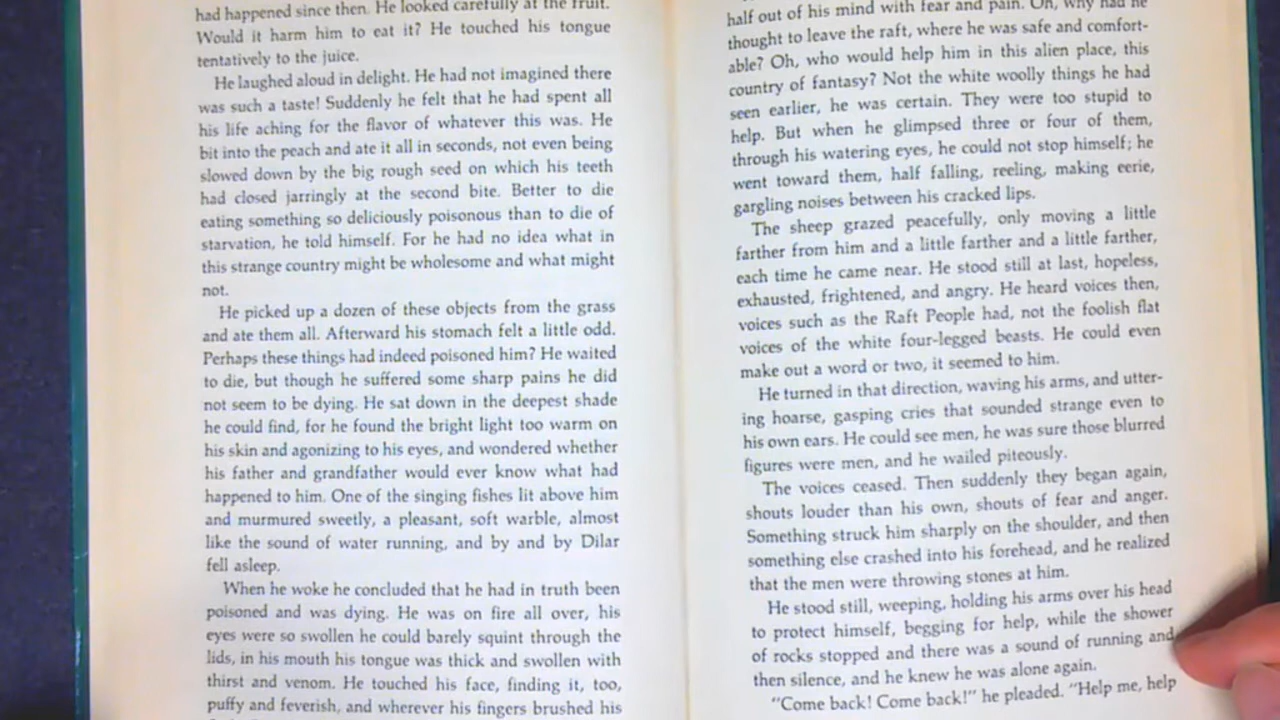 had happened since then. He looked carefully at the fruit.
Would it harm him to eat it? He touched his tongue
tentatively to the juice.
He laughed aloud in delight. He had not imagined there
was such a taste! Suddenly he felt that he had spent all
his life aching for the flavor of whatever this was. He
bit into the peach and ate it all in seconds, not even being
slowed down by the big rough seed on which his teeth
had closed jarringly at the second bite. Better to die
eating something so deliciously poisonous than to die of
starvation, he told himself. For he had no idea what in
this strange country might be wholesome and what might
not.
He picked up a dozen of these objects from the grass
and ate them all. Afterward his stomach felt a little odd.
Perhaps these things had indeed poisoned him? He waited
to die, but though he suffered some sharp pains he did
not seem to be dying. He sat down in the deepest shade
he could find, for he found the bright light too warm on
his skin and agonizing to his eyes, and wondered whether
his father and grandfather would ever know what had
happened to him. One of the singing fishes lit above him
and murmured sweetly, a pleasant, soft warble, almost
like the sound of water running, and by and by Dilar
fell asleep.
When he woke he concluded that he had in truth been
poisoned and was dying. He was on fire all over, his
eyes were so swollen he could barely squint through the
lids, in his mouth his tongue was thick and swollen with
thirst and venom. He touched his face, finding it, too,
puffy and feverish, and wherever his fingers brushed his
half out of his mind with fear and pain. Oh, why had he
thought to leave the raft, where he was safe and comfort-
able? Oh, who would help him in this alien place, this
country of fantasy? Not the white woolly things he had
seen earlier, he was certain. They were too stupid to
help. But when he glimpsed three or four of them,
through his watering eyes, he could not stop himself; he
went toward them, half falling, reeling, making eerie,
gargling noises between his cracked lips.
The sheep grazed peacefully, only moving a little
farther from him and a little farther and a little farther,
each time he came near. He stood still at last, hopeless,
exhausted, frightened, and angry. He heard voices then,
voices such as the Raft People had, not the foolish flat
voices of the white four-legged beasts. He could even
make out a word or two, it seemed to him.
He turned in that direction, waving his arms, and utter-
ing hoarse, gasping cries that sounded strange even to
his own ears. He could see men, he was sure those blurred
figures were men, and he wailed piteously.
The voices ceased. Then suddenly they began again,
shouts louder than his own, shouts of fear and anger.
Something struck him sharply on the shoulder, and then
something else crashed into his forehead, and he realized
that the men were throwing stones at him.
He stood still, weeping, holding his arms over his head
to protect himself, begging for help, while the shower
of rocks stopped and there was a sound of running and
then silence, and he knew he was alone again.
"Come back! Come back!" he pleaded. "Help me, help